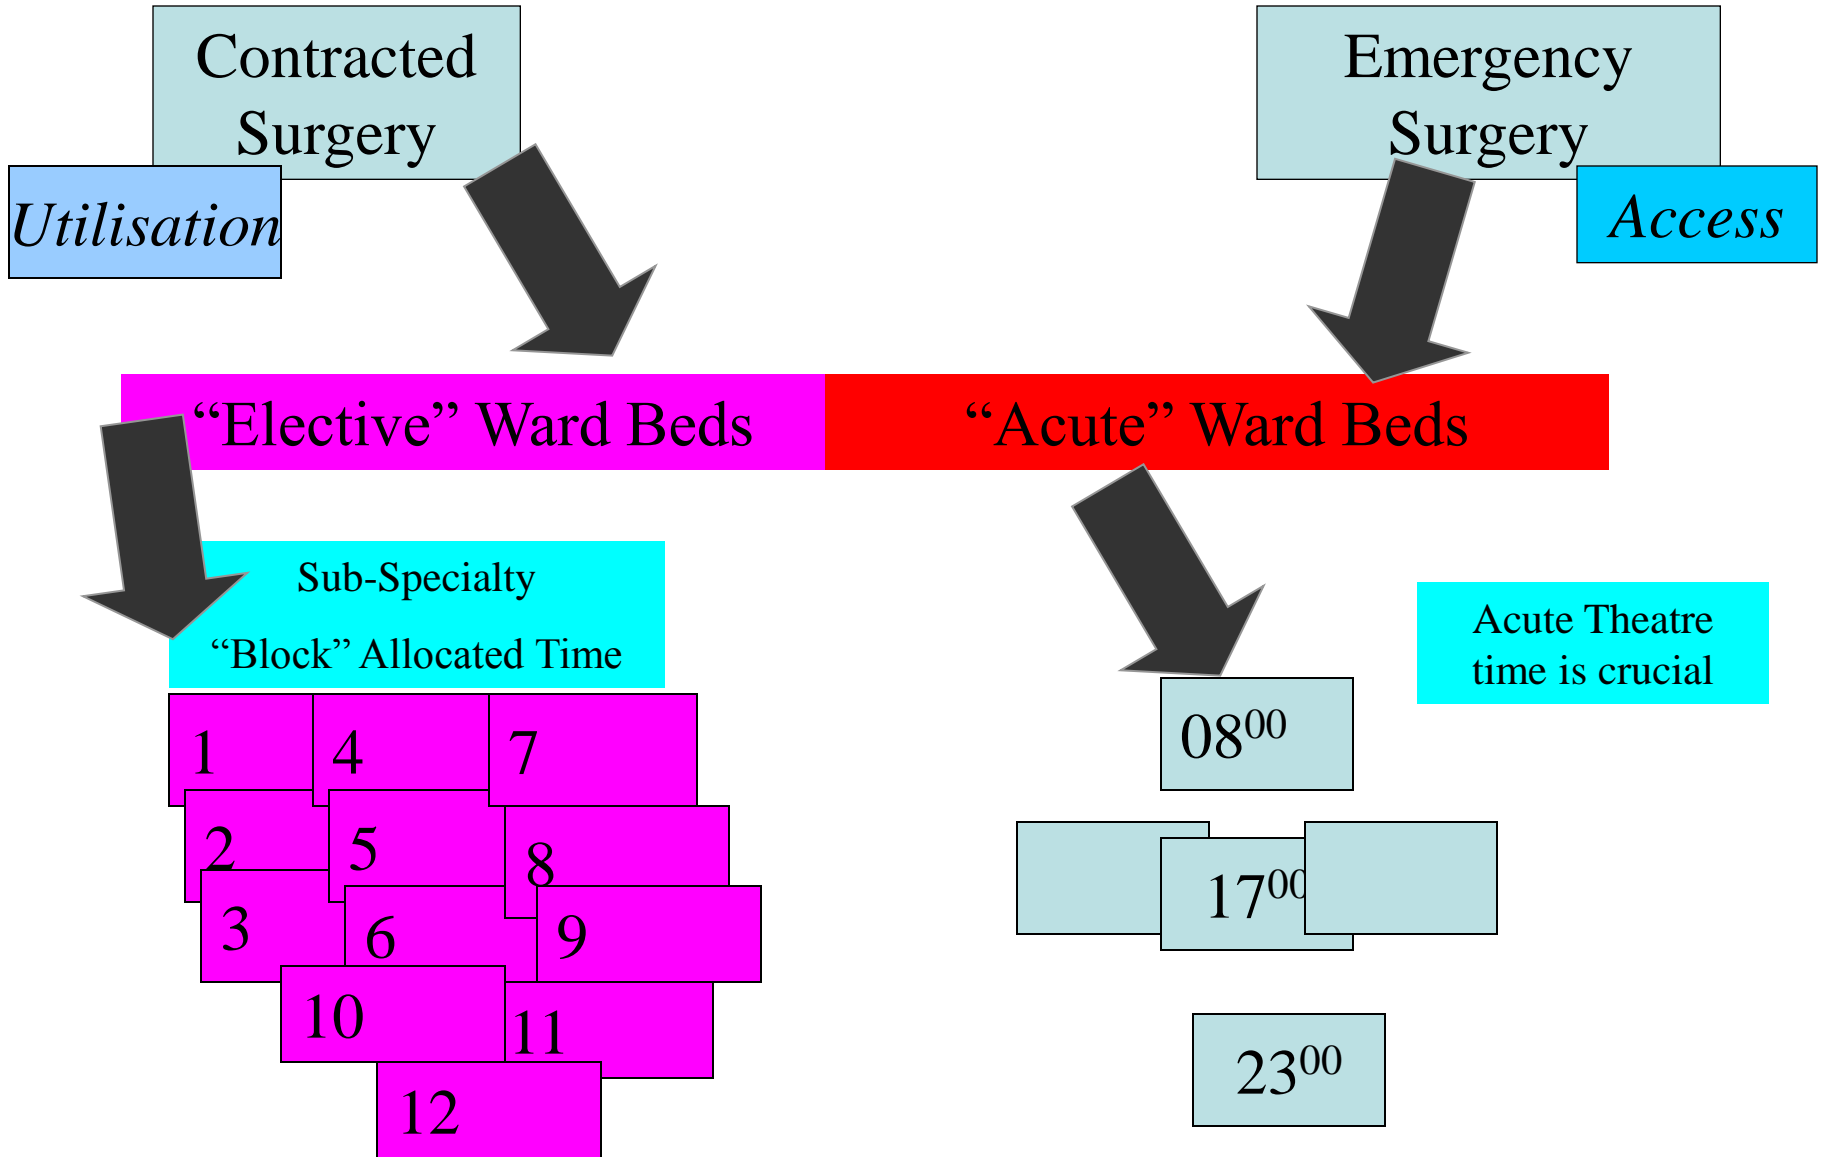 Contracted
Surgery
Utilisation
Emergency
Surgery
Access
“Elective” Ward Beds
“Acute” Ward Beds
Sub-Specialty
“Block” Allocated Time
Acute Theatre
time is crucial
1
4
7
2
5
8
3
6
9
10
11
12
08⁰⁰
17⁰⁰
23⁰⁰